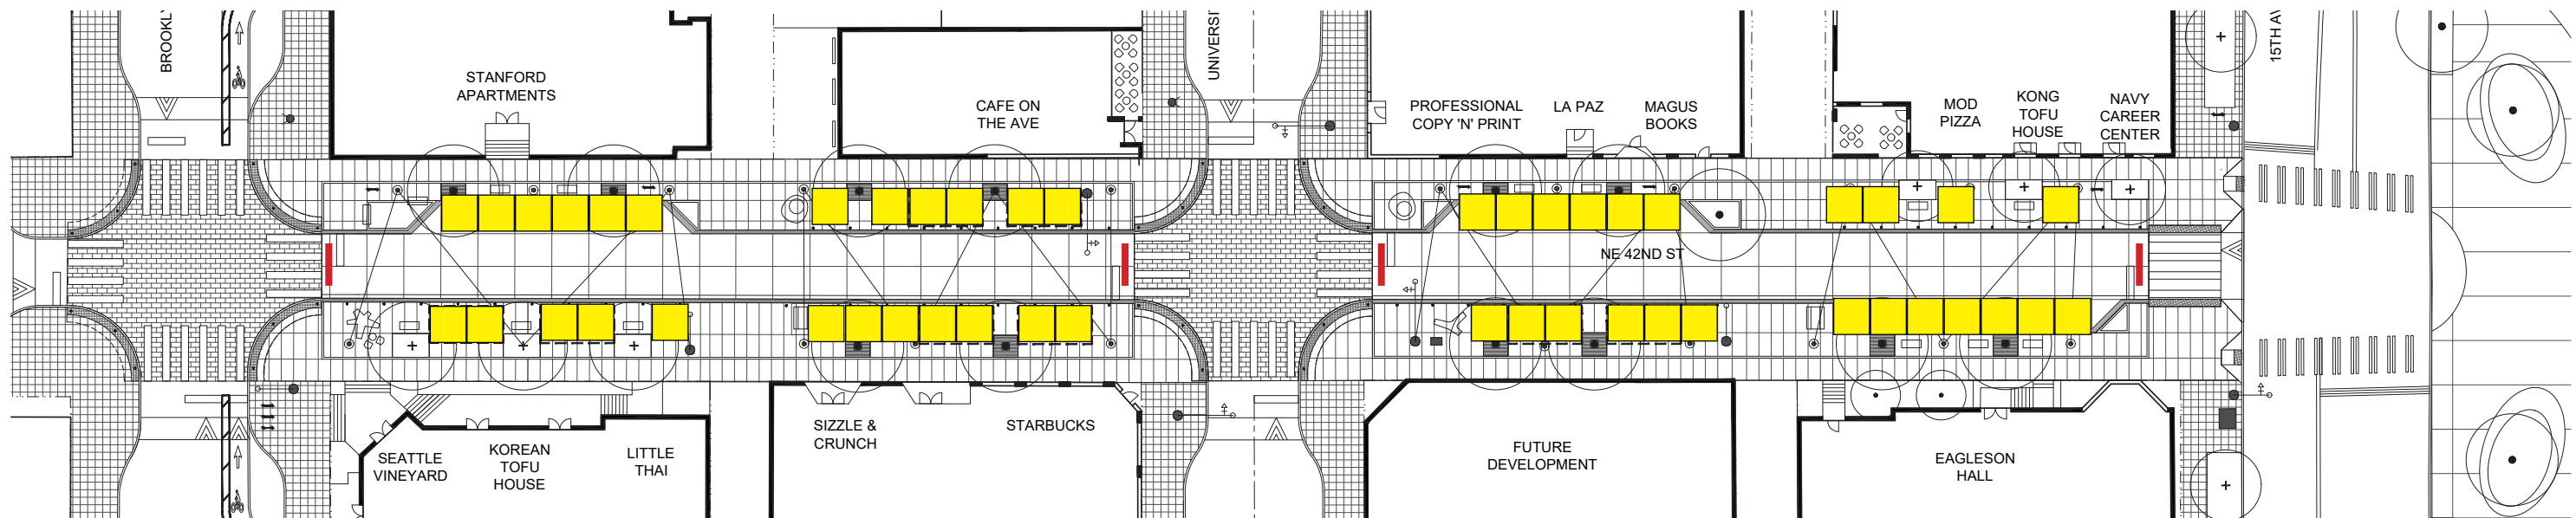 BROOKL
STANFORD
APARTMENTS
CAFE ON
THE AVE
UNIVERSI
PROFESSIONAL
COPY 'N' PRINT
LA PAZ
MAGUS
BOOKS
MOD
PIZZA
KONG
TOFU
HOUSE
NAVY
CAREER
CENTER
15TH AV
NE 42ND ST
SEATTLE
VINEYARD
KOREAN
TOFU
HOUSE
LITTLE
THAI
SIZZLE &
CRUNCH
STARBUCKS
FUTURE
DEVELOPMENT
EAGLESON
HALL